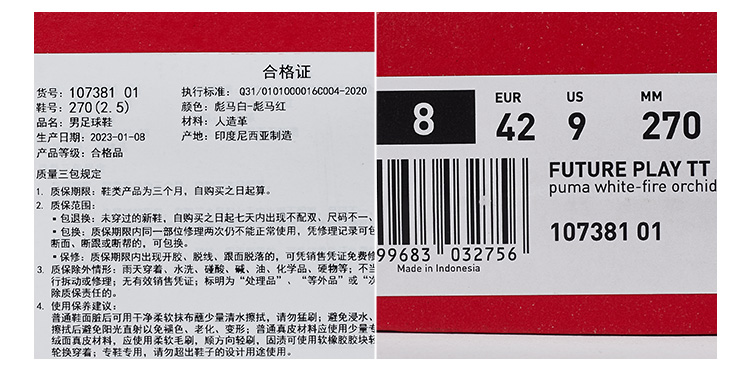 合格证
货号: 107381 01
执行标准: Q31/0101000016C004-2020
鞋号: 270(2.5)
颜色: 彪马白-彪马红
品名: 男足球鞋
材料: 人造革
生产日期: 2023-01-08
产地: 印度尼西亚制造
产品等级: 合格品
质量三包规定
1. 质保期限: 鞋类产品为三个月, 自购买之日起算。
2. 质保范围:
▪ 包退换: 未穿过的新鞋, 自购买之日起七天内出现不配双、尺码不一、
▪ 包换: 质保期限内同一部位修理两次仍不能正常使用, 凭修理记录可包
断面、断跟或断帮的, 可包换。
▪ 保修: 质保期限内出现开胶、脱线、跟面脱落的, 可凭销售凭证免费修
3. 质保除外情形: 雨天穿着、水洗、碰酸、碱、油、化学品、硬物等; 不当
行拆动或修理; 无有效销售凭证; 标明为“处理品”、“等外品”或“次
除质保责任的。
4. 使用保养建议:
普通鞋面脏后可用干净柔软抹布蘸少量清水擦拭, 请勿猛刷; 避免浸水、
擦拭后避免阳光直射以免褪色、老化、变形; 普通真皮材料应使用少量专
绒面真皮材料, 应使用柔软毛刷, 顺方向轻刷, 固渍可使用软橡胶胶块轻
轮换穿着; 专鞋专用, 请勿超出鞋子的设计用途使用。
8
EUR
42
US
9
MM
270
FUTURE PLAY TT
puma white-fire orchid
107381 01
99683 032756
Made in Indonesia